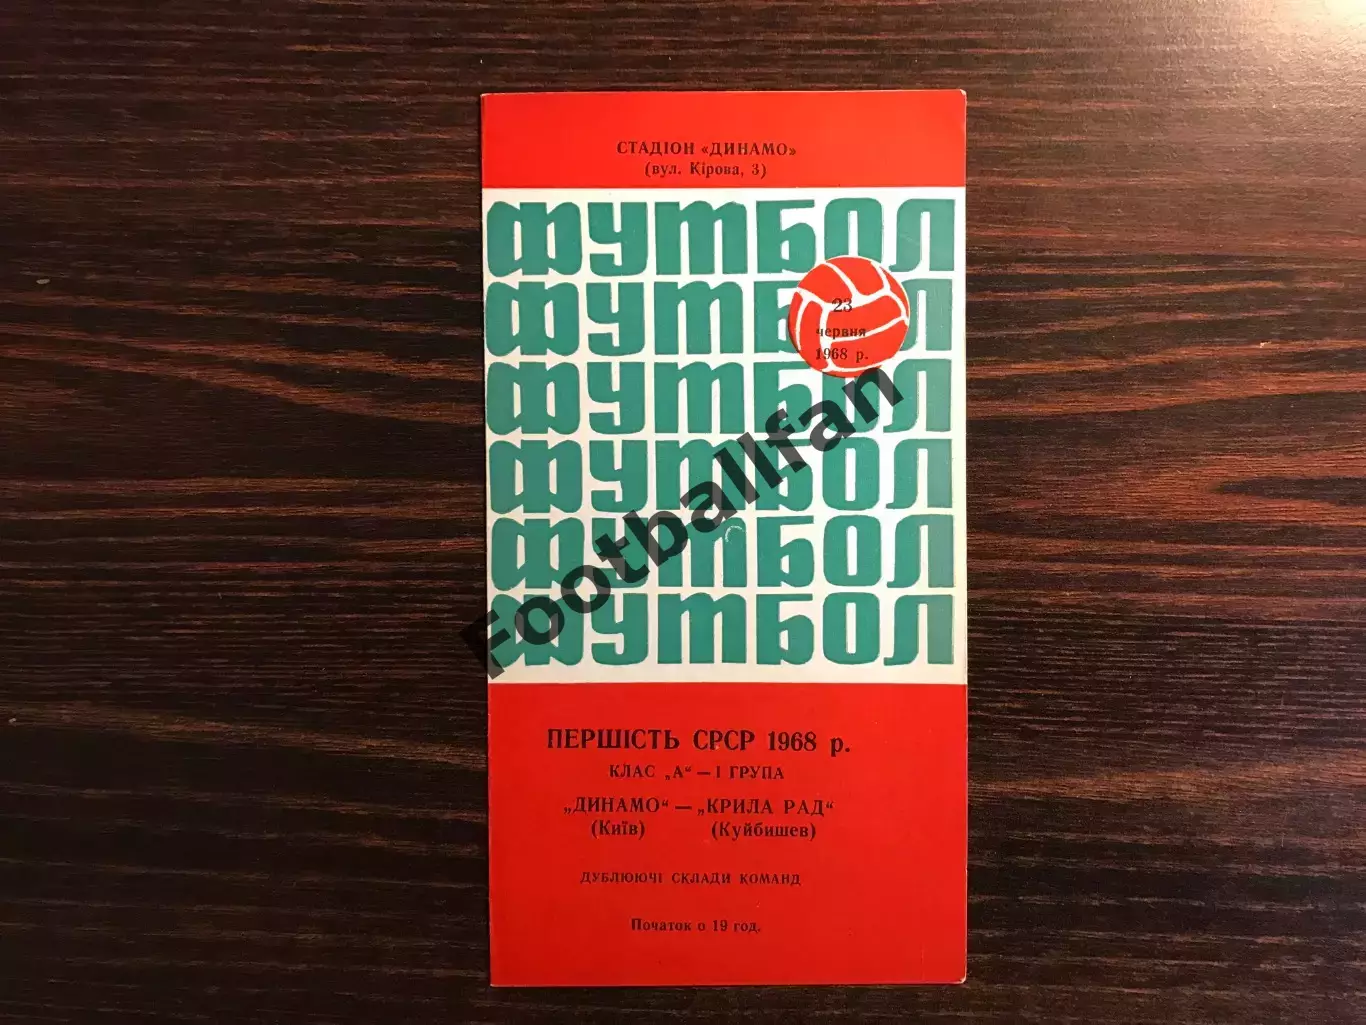 СТАДІОН «ДИНАМО»
(вул. Кірова, 3)
ФУТБОЛ
ФУТБОЛ
23
червня
1968 р.
ФУТБОЛ
ФУТБОЛ
ФУТБОЛ
ФУТБОЛ
Footballfan
ПЕРШІСТЬ СРСР 1968 р.
КЛАС „А“ — І ГРУПА
„ДИНАМО“ — „КРИЛА РАД“
(Київ) (Куйбишев)
ДУБЛЮЮЧІ СКЛАДИ КОМАНД
Початок о 19 год.